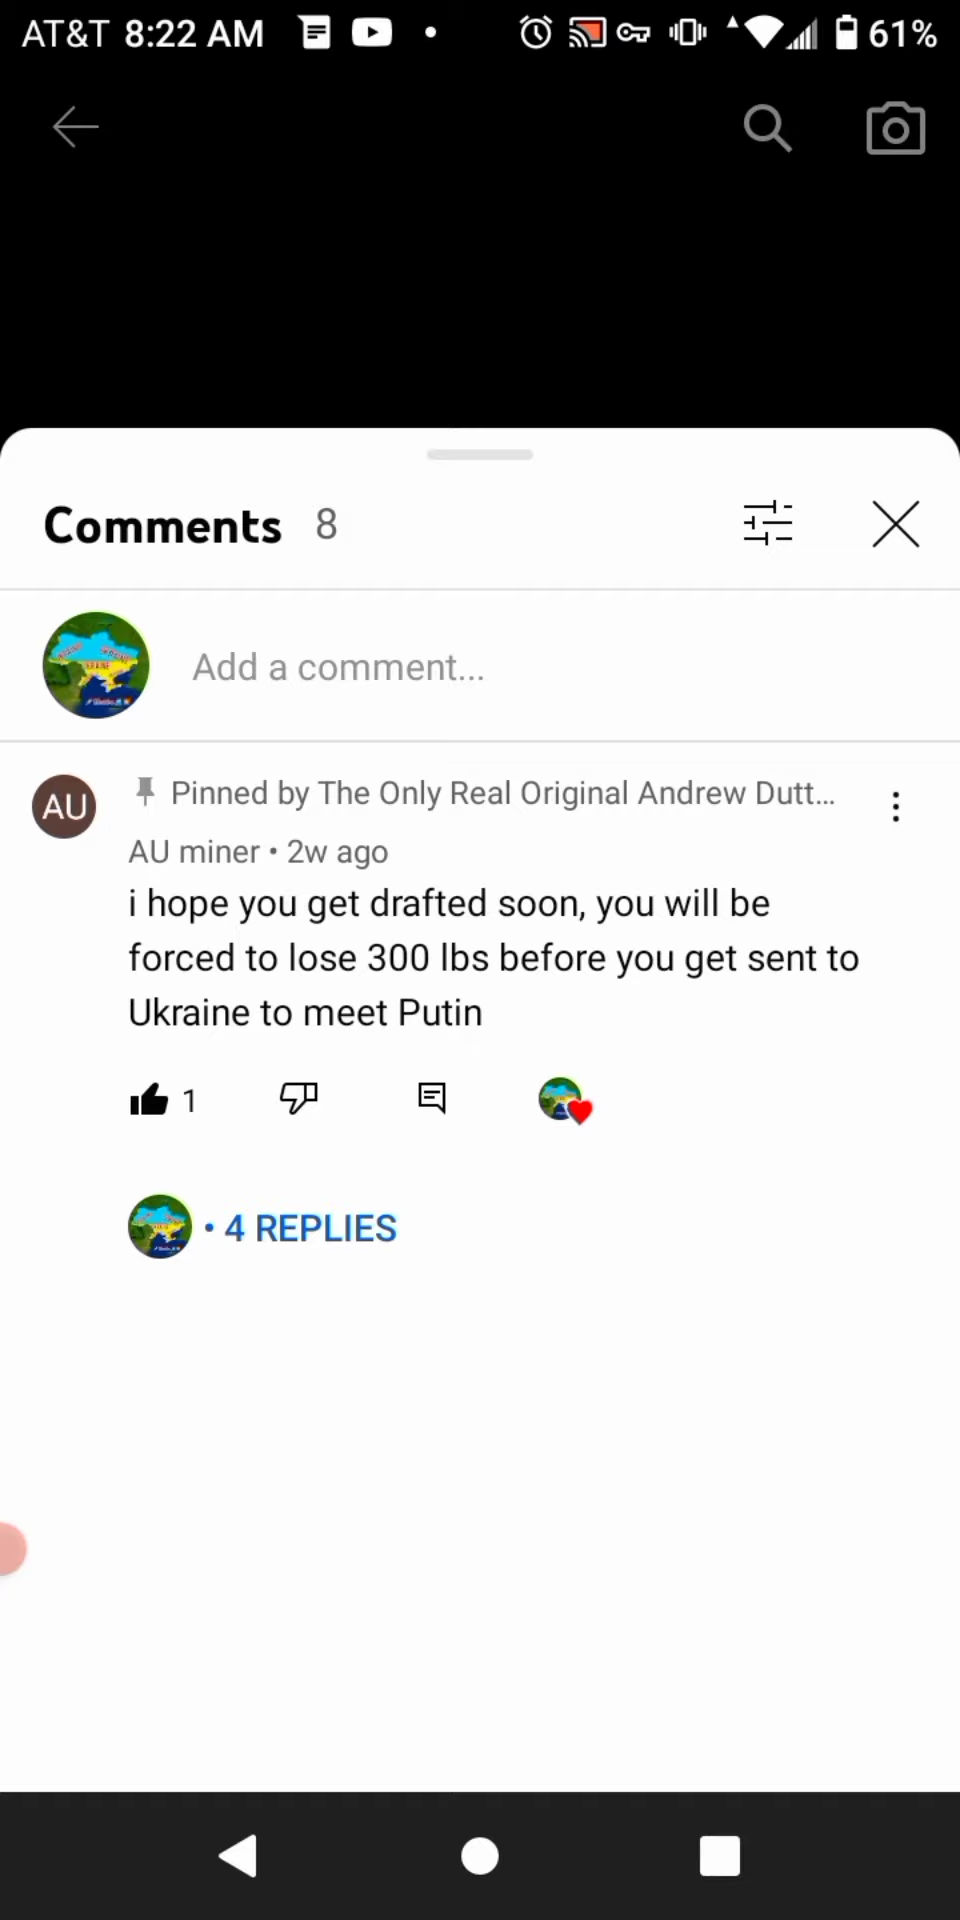 AT&T 8:22 AM 61%
Comments 8
Add a comment...
AU
Pinned by The Only Real Original Andrew Dutt...
AU miner • 2w ago
i hope you get drafted soon, you will be
forced to lose 300 lbs before you get sent to
Ukraine to meet Putin
1
• 4 REPLIES